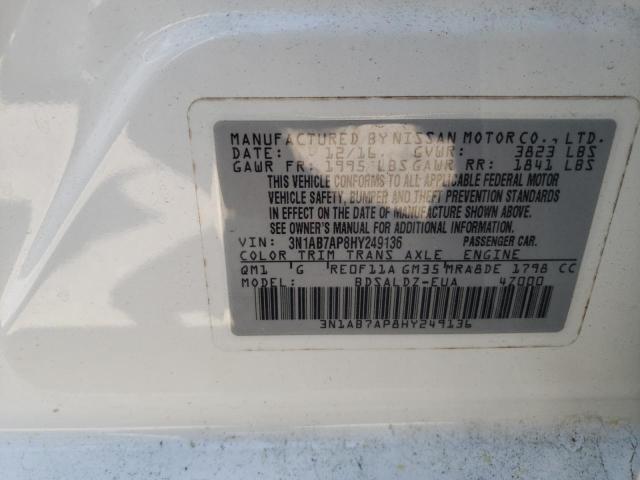 MANUFACTURED BY NISSAN MOTOR CO., LTD.
DATE: 12/16 GVWR: 3823 LBS
GAWR FR: 1995 LBS GAWR RR: 1841 LBS
THIS VEHICLE CONFORMS TO ALL APPLICABLE FEDERAL MOTOR
VEHICLE SAFETY, BUMPER AND THEFT PREVENTION STANDARDS
IN EFFECT ON THE DATE OF MANUFACTURE SHOWN ABOVE.
SEE OWNER'S MANUAL FOR ADDITIONAL INFORMATION.
VIN: 3N1AB7AP8HY249136 PASSENGER CAR.
COLOR TRIM TRANS AXLE ENGINE
QM1 G RE0F11A GM35 MRA8DE 1798 CC
MODEL: BDSALDZ-EUA 47000
3N1AB7AP8HY249136